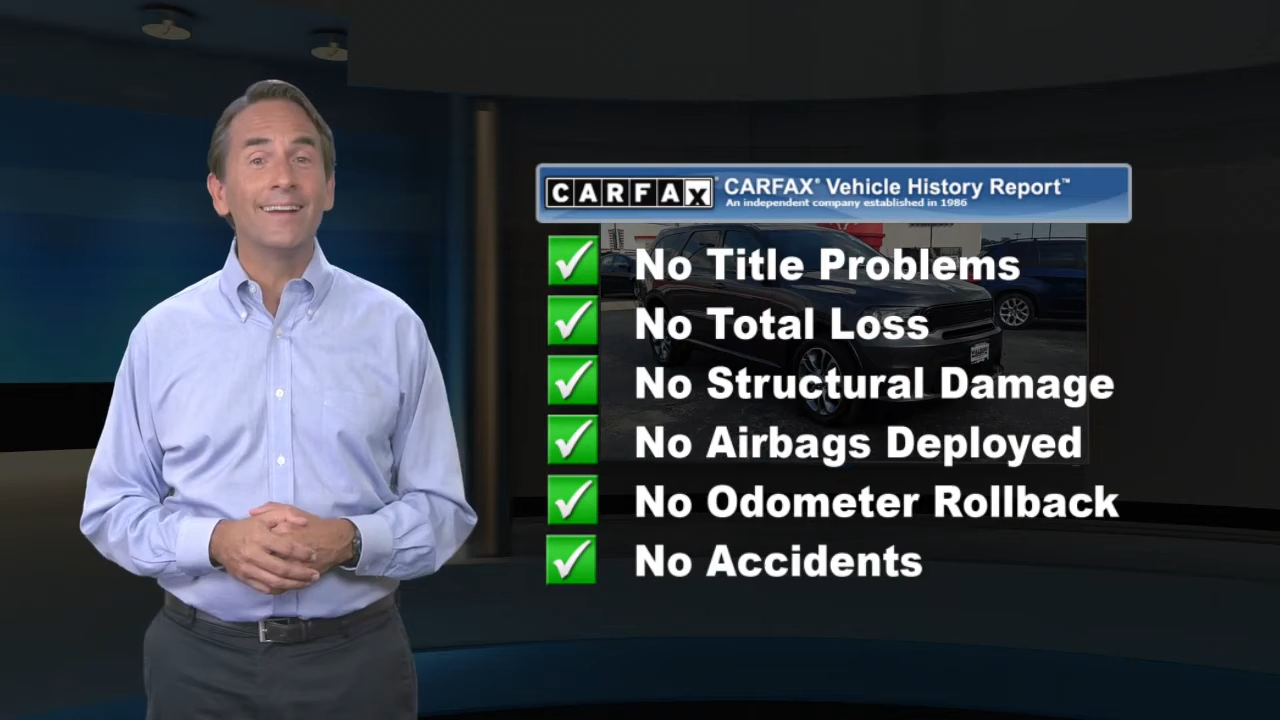 CARFAX® CARFAX® Vehicle History Report™
An independent company established in 1986
No Title Problems
No Total Loss
No Structural Damage
No Airbags Deployed
No Odometer Rollback
No Accidents